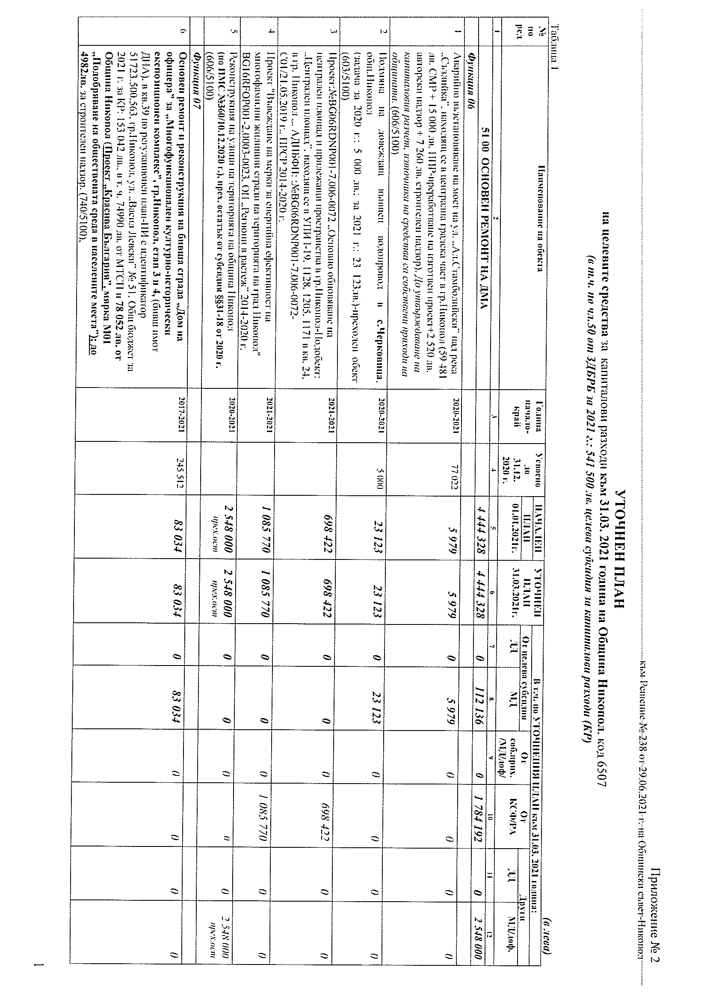 Приложение № 2
към Решение № 238 от 29.06.2021 г. на Общински съвет-Никопол
УТОЧНЕН ПЛАН
на целевите средства за капиталови разходи към 31.03. 2021 година на Община Никопол, код 6507
(в т.ч. по чл.50 от ЗДБРБ за 2021 г.: 541 500 лв. целева субсидия за капиталови разходи (КР)
Таблица 1
(в лева)
№ по ред
Наименование на обекта
Година начало-край
Усвоено до 31.12. 2020 г.
НАЧАЛЕН ПЛАН 01.01.2021г.
УТОЧНЕН ПЛАН 31.03.2021г.
В т.ч. по УТОЧНЕНИЯ ПЛАН към 31.03. 2021 година:
От целева субсидия
ДД
МД
От соб.прих. /МД/доф/
От КСФ/РА
Други
ДД
МД/доф.
1 2 3 4 5 6 7 8 9 10 11 12
51 00 ОСНОВЕН РЕМОНТ НА ДМА 4 444 328 4 444 328 0 112 136 0 1 784 192 0 2 548 000
Функция 06
1
Аварийно възстановяване на мост на ул. „Ал.Стамболийски“ над река
„Съзлийка“, находящ се в централна градска част в гр.Никопол (59 481
лв. СМР + 15 000 лв. ППР-преработване на изготвен проект+2 520 лв.
авторски надзор + 7 260 лв. строителен надзор). До утвърждаване на
капиталовия разчет, източника на средства са собствени приходи на
общината. (606/5100)
2020-2021 77 022 5 979 5 979 0 5 979 0 0 0 0
2
Подмяна на довеждащ външен водопровод в с.Черковица,
общ.Никопол
(задача за 2020 г.: 5 000 лв.; за 2021 г.: 23 123лв.)-преходен обект
(603/5100)
2020-2021 5 000 23 123 23 123 0 23 123 0 0 0 0
3
Проект:№BG06RDNP001-7.006-0072 „Основно обновяване на
централен площад и прилежащи пространства в гр.Никопол-Подобект:
„Централен площад“, находящ се в УПИ I-19, 1128, 1205, 1171 в кв. 24,
в гр. Никопол „, АДПБФП: :№BG06RDNP001-7.006-0072-
C01/21.05.2019 г., ПРСР 2014-2020 г.
2021-2021 698 422 698 422 0 0 0 698 422 0 0
4
Проект "Въвеждане на мерки за енергийна ефективност на
многофамилни жилищни сгради на територията на град Никопол"
BG16RFOP001-2.0003-0023, ОП „Региони в растеж” 2014-2020 г.
2021-2021 1 085 770 1 085 770 0 0 0 1 085 770 0 0
5
Реконструкция на улици на територията на община Никопол
(по ПМС №360/10.12.2020 г.), прех. остатък от субсидия §§31-18 от 2020 г.
(606/5100)
2020-2021 2 548 000 прех.ост 2 548 000 прех.ост 0 0 0 0 0 2 548 000 прех.ост
Функция 07
6
Основен ремонт и реконструкция на бивша сграда „Дом на
офицера” за „Многофункционален културно-исторически
експозиционен комплекс”, гр.Никопол, етап 3 и 4, (бивш имот
ДНА), в кв.39 по регулационен план-ПИ с идентификатор
51723.500.563, гр.Никопол, ул. „Васил Левски” № 51. Общ бюджет за
2021 г. за КР: 153 042 лв., в т. ч. 74990 лв. от МТСП и 78 052 лв. от
Община Никопол (Проект „Красива България”, мярка М01
„Подобряване на обществената среда в населените места”); до
4982лв. за строителен надзор. (740/5100),
2017-2021 245 512 83 034 83 034 0 83 034 0 0 0 0
1